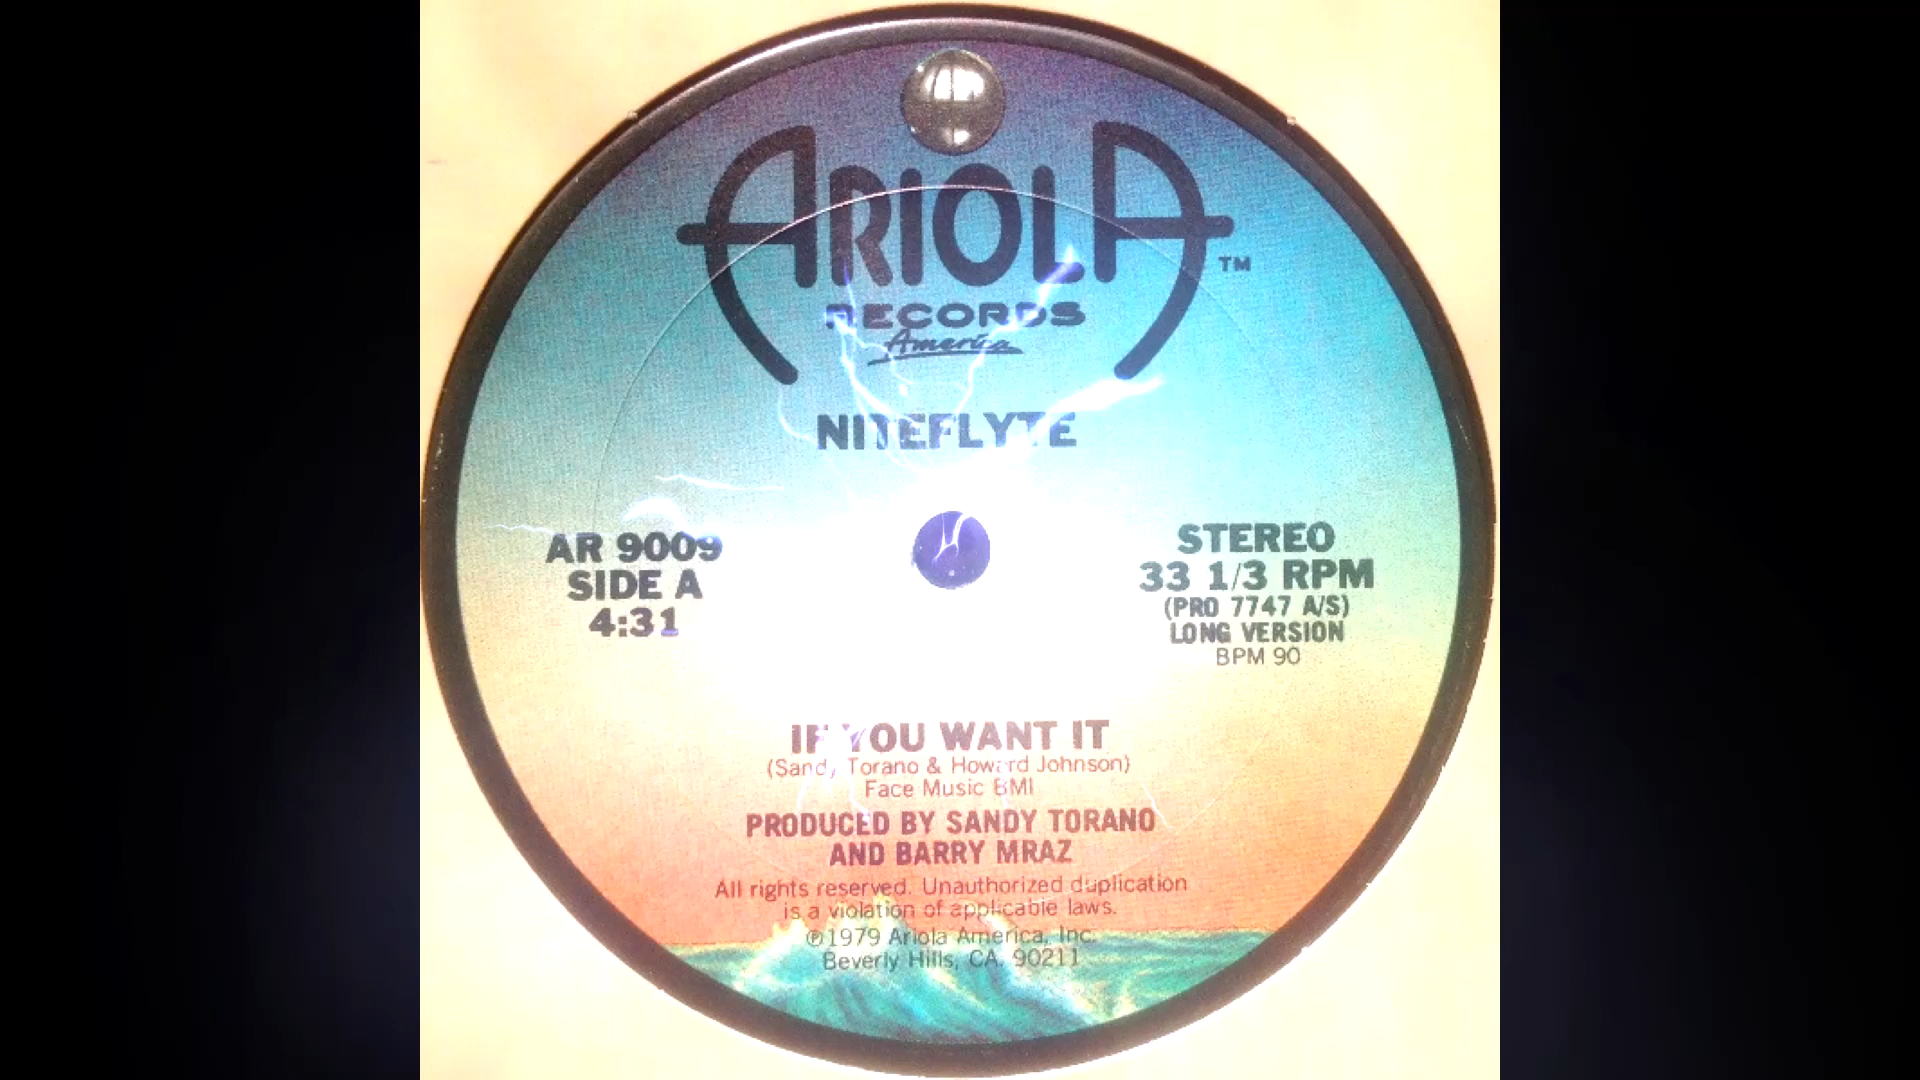 ARIOLA TM
RECORDS
America
NITEFLYTE
AR 9009
SIDE A
4:31
STEREO
33 1/3 RPM
(PRO 7747 A/S)
LONG VERSION
BPM 90
IF YOU WANT IT
(Sandy Torano & Howard Johnson)
Face Music BMI
PRODUCED BY SANDY TORANO
AND BARRY MRAZ
All rights reserved. Unauthorized duplication
is a violation of applicable laws.
℗1979 Ariola America, Inc.
Beverly Hills, CA. 90211